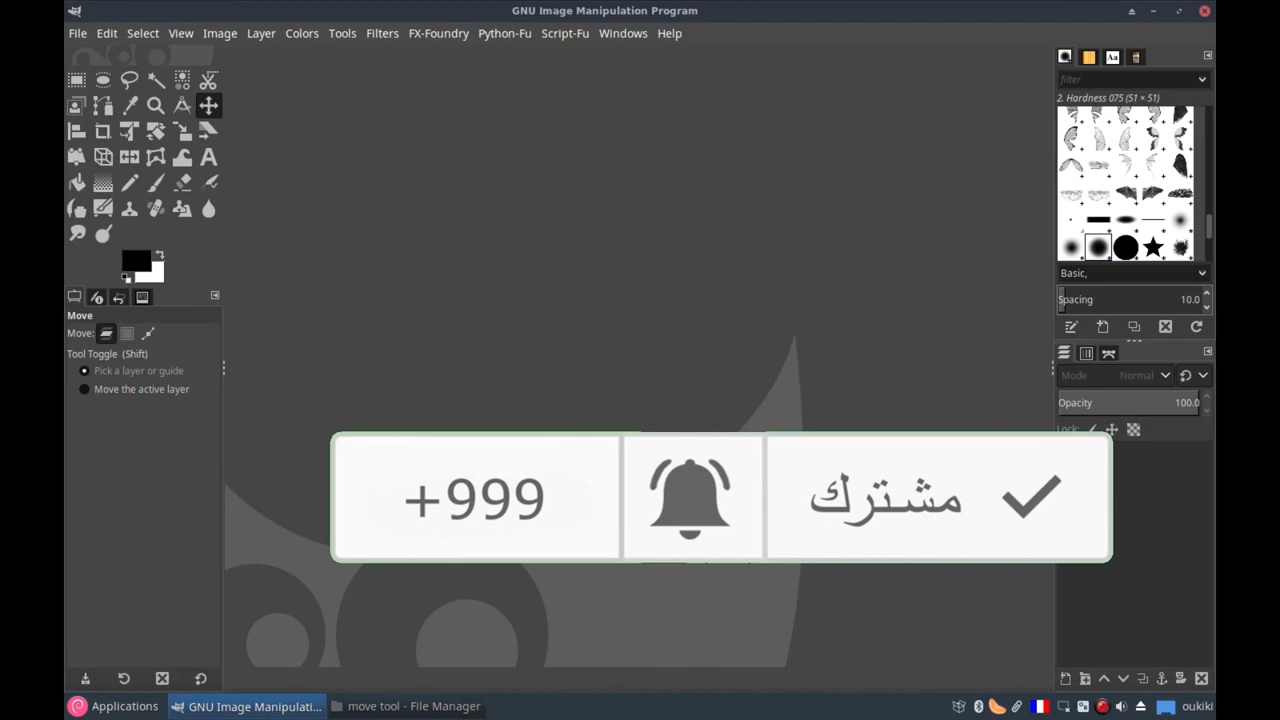 GNU Image Manipulation Program
File Edit Select View Image Layer Colors Tools Filters FX-Foundry Python-Fu Script-Fu Windows Help
filter
2. Hardness 075 (51 × 51)
Basic,
Spacing 10.0
Mode Normal
Opacity 100.0
Lock:
Move
Move:
Tool Toggle (Shift)
Pick a layer or guide
Move the active layer
+999
مشترك
Applications GNU Image Manipulati... move tool - File Manager oukiki